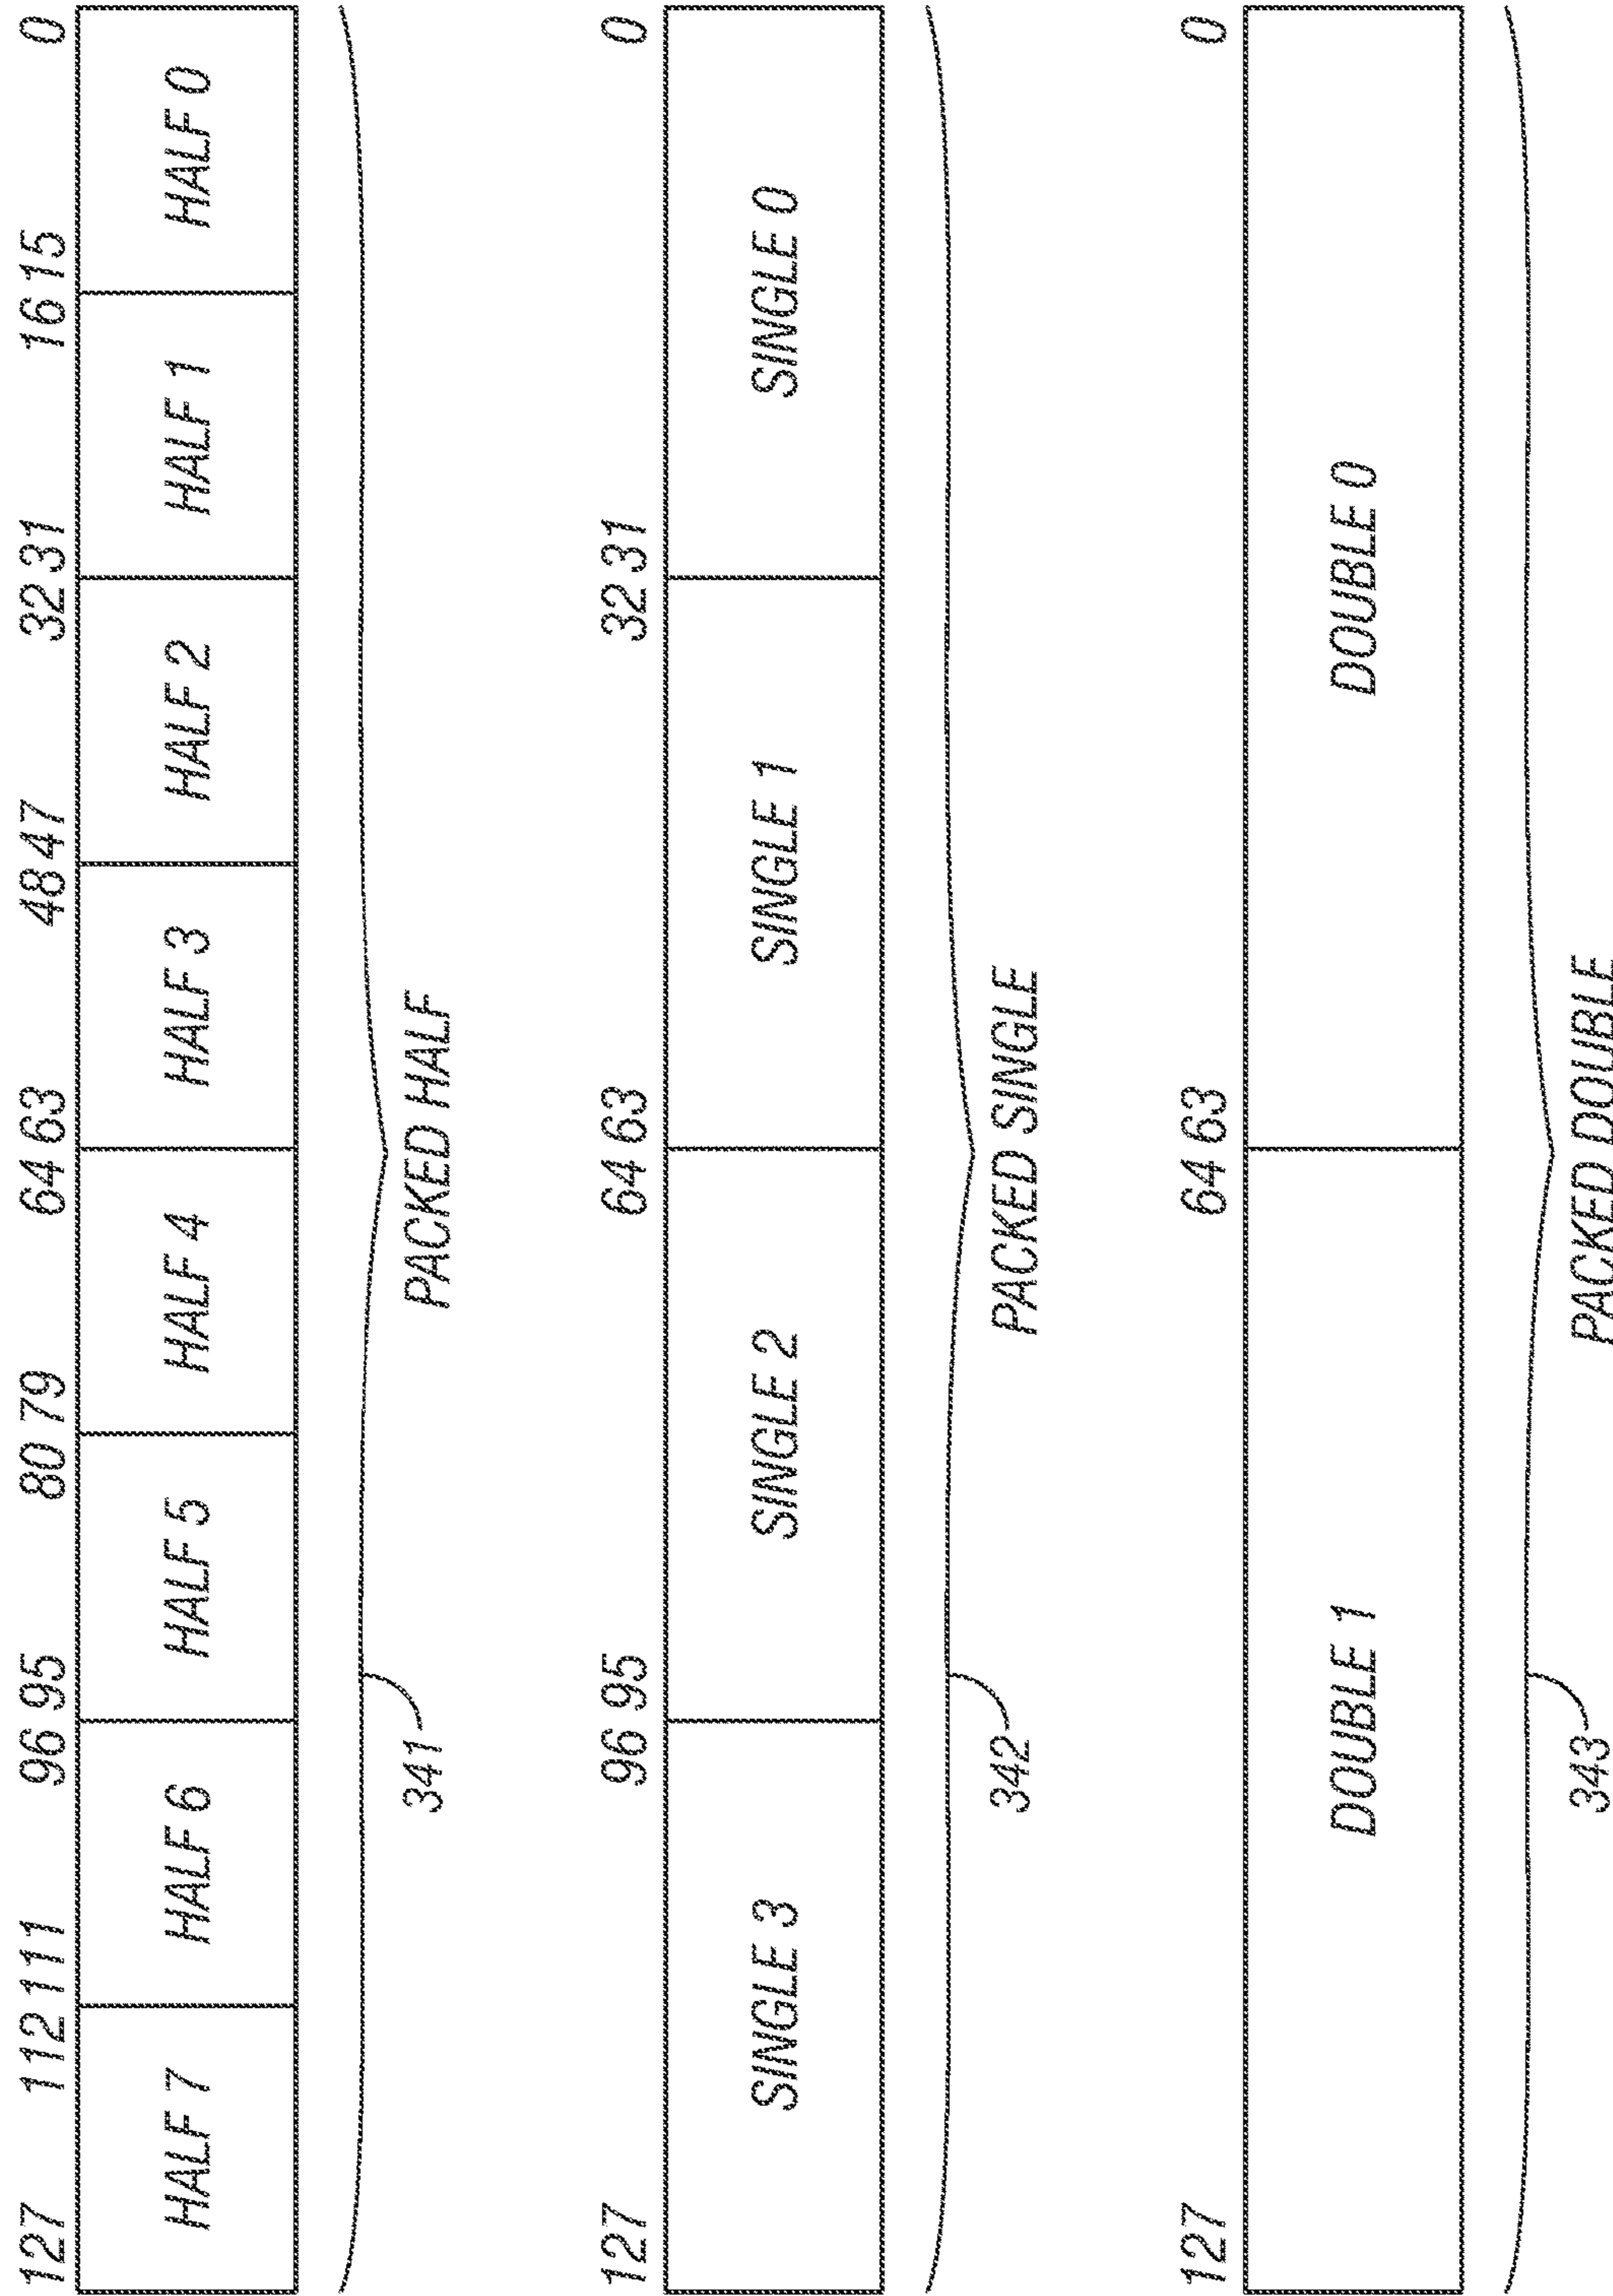 127 112 111 96 95 80 79 64 63 48 47 32 31 16 15 0
HALF 7 HALF 6 HALF 5 HALF 4 HALF 3 HALF 2 HALF 1 HALF 0
341 PACKED HALF
127 96 95 64 63 32 31 0
SINGLE 3 SINGLE 2 SINGLE 1 SINGLE 0
342 PACKED SINGLE
127 64 63 0
DOUBLE 1 DOUBLE 0
343 PACKED DOUBLE